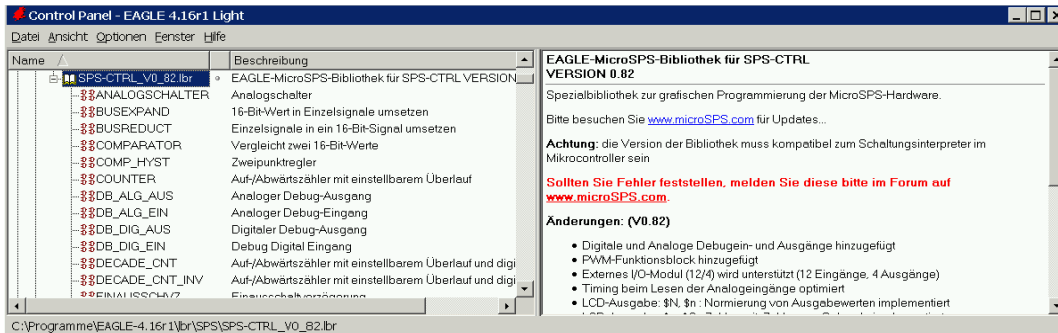 Control Panel - EAGLE 4.16r1 Light
Datei Ansicht Optionen Fenster Hilfe
Name Beschreibung
SPS-CTRL_V0_82.lbr EAGLE-MicroSPS-Bibliothek für SPS-CTRL VERSION
ANALOGSCHALTER Analogschalter
BUSEXPAND 16-Bit-Wert in Einzelsignale umsetzen
BUSREDUCT Einzelsignale in ein 16-Bit-Signal umsetzen
COMPARATOR Vergleicht zwei 16-Bit-Werte
COMP_HYST Zweipunktregler
COUNTER Auf-/Abwärtszähler mit einstellbarem Überlauf
DB_ALG_AUS Analoger Debug-Ausgang
DB_ALG_EIN Analoger Debug-Eingang
DB_DIG_AUS Digitaler Debug-Ausgang
DB_DIG_EIN Debug Digital Eingang
DECADE_CNT Auf-/Abwärtszähler mit einstellbarem Überlauf und digi
DECADE_CNT_INV Auf-/Abwärtszähler mit einstellbarem Überlauf und digi
EAGLE-MicroSPS-Bibliothek für SPS-CTRL
VERSION 0.82
Spezialbibliothek zur grafischen Programmierung der MicroSPS-Hardware.
Bitte besuchen Sie www.microSPS.com für Updates...
Achtung: die Version der Bibliothek muss kompatibel zum Schaltungsinterpreter im
Mikrocontroller sein
Sollten Sie Fehler feststellen, melden Sie diese bitte im Forum auf
www.microSPS.com.
Änderungen: (V0.82)
• Digitale und Analoge Debugein- und Ausgänge hinzugefügt
• PWM-Funktionsblock hinzugefügt
• Externes I/O-Modul (12/4) wird unterstützt (12 Eingänge, 4 Ausgänge)
• Timing beim Lesen der Analogeingänge optimiert
• LCD-Ausgabe: $N, $n : Normierung von Ausgabewerten implementiert
C:\Programme\EAGLE-4.16r1\lbr\SPS\SPS-CTRL_V0_82.lbr